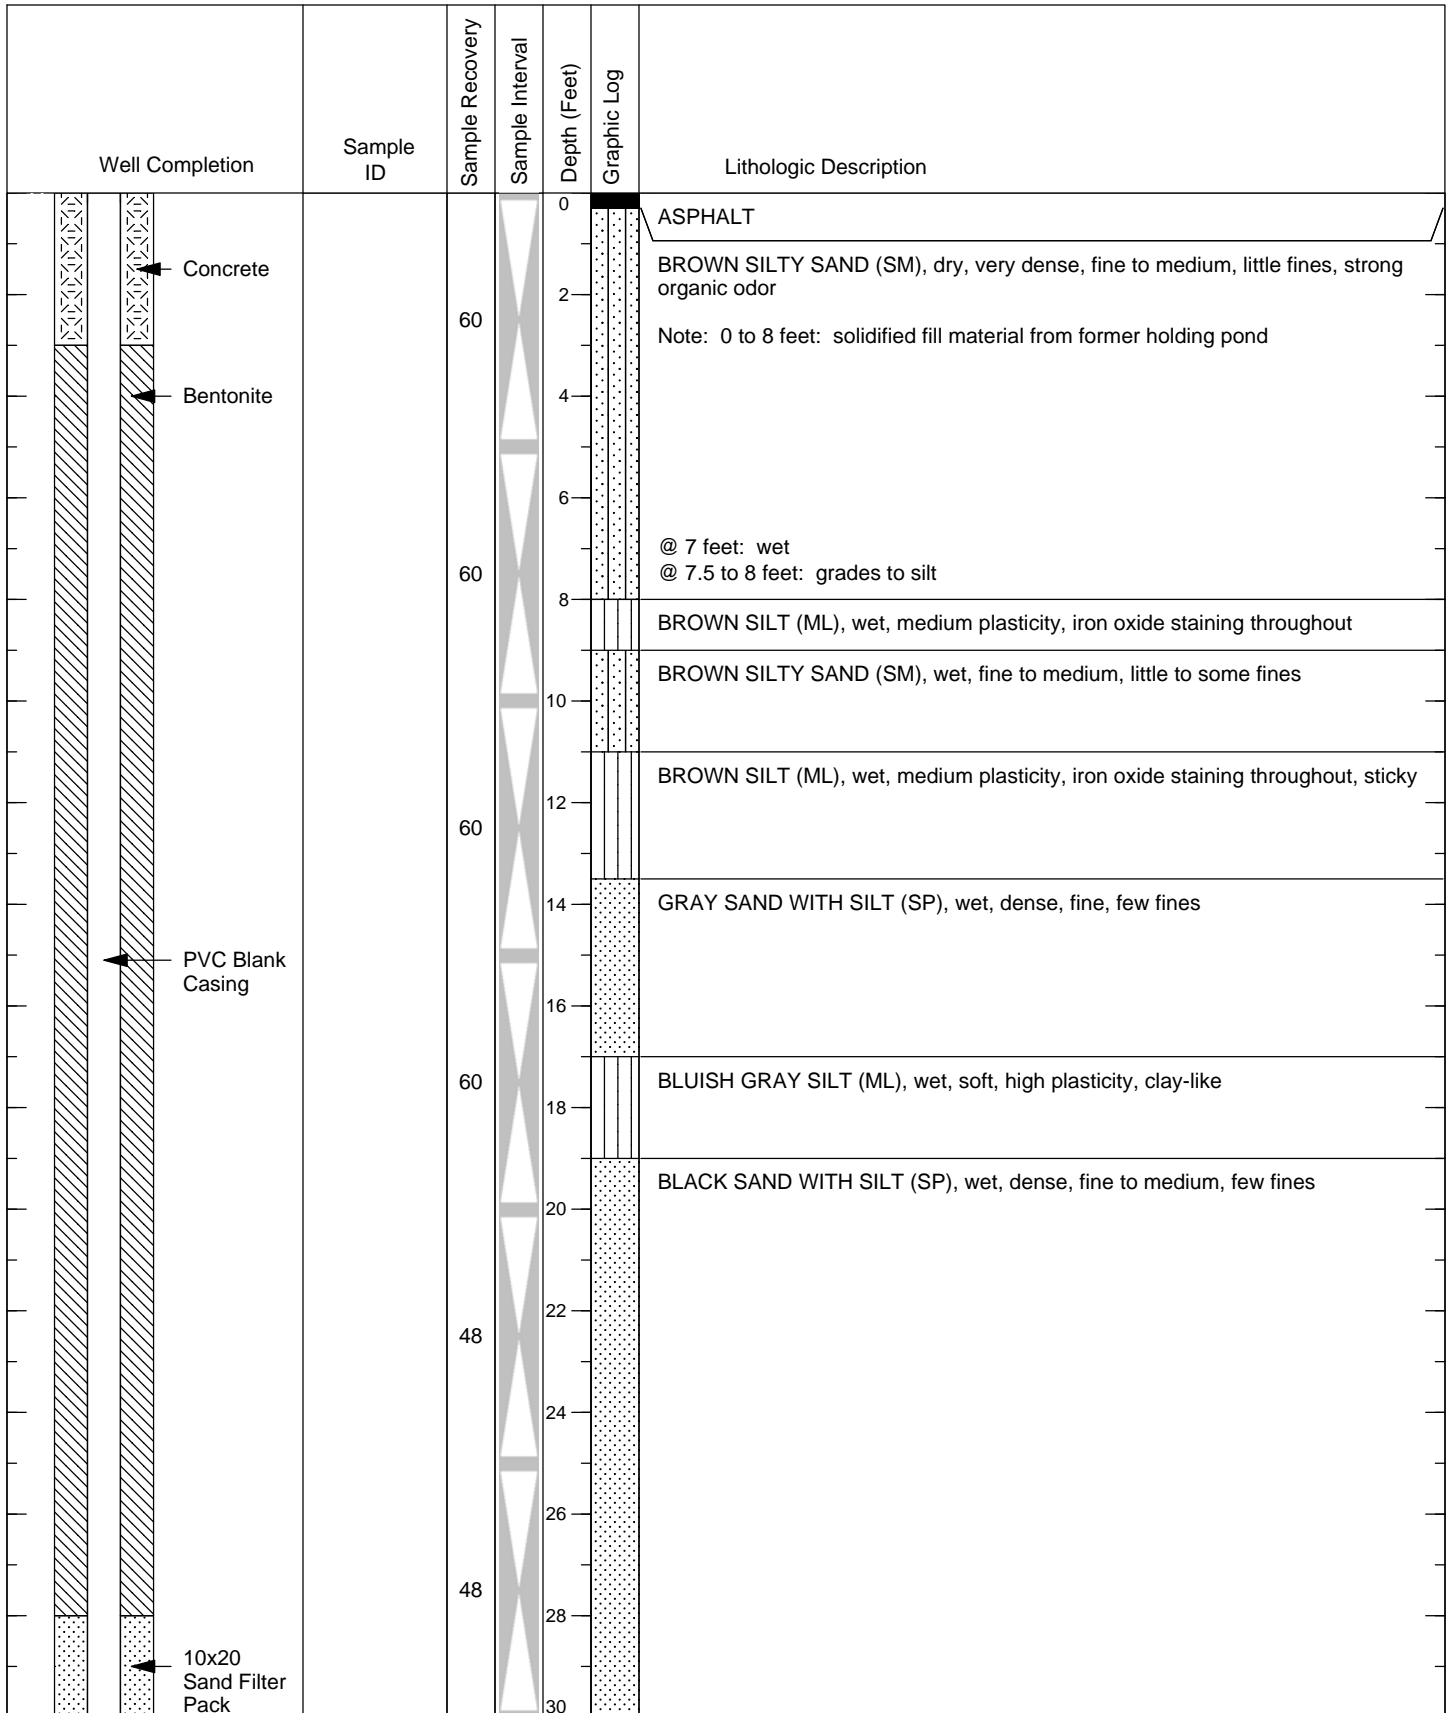 Well Completion
Sample
ID
Sample Recovery
Sample Interval
Depth (Feet)
Graphic Log
Lithologic Description
0
ASPHALT
Concrete
BROWN SILTY SAND (SM), dry, very dense, fine to medium, little fines, strong
organic odor
2
60
Note: 0 to 8 feet: solidified fill material from former holding pond
Bentonite
4
6
@ 7 feet: wet
60
@ 7.5 to 8 feet: grades to silt
8
BROWN SILT (ML), wet, medium plasticity, iron oxide staining throughout
BROWN SILTY SAND (SM), wet, fine to medium, little to some fines
10
BROWN SILT (ML), wet, medium plasticity, iron oxide staining throughout, sticky
12
60
14
GRAY SAND WITH SILT (SP), wet, dense, fine, few fines
PVC Blank
Casing
16
60
BLUISH GRAY SILT (ML), wet, soft, high plasticity, clay-like
18
BLACK SAND WITH SILT (SP), wet, dense, fine to medium, few fines
20
22
48
24
26
48
28
10x20
Sand Filter
Pack
30